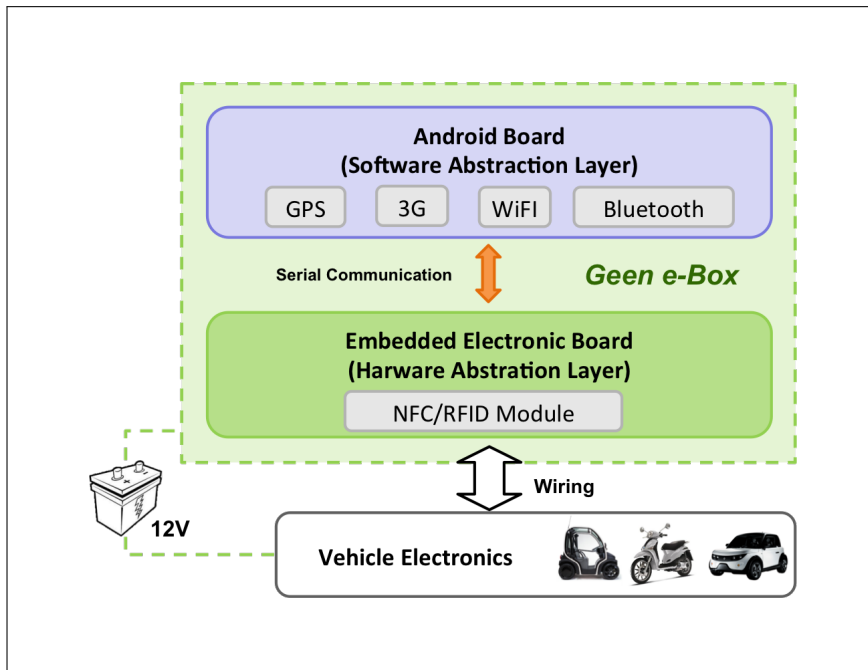 Android Board
(Software Abstraction Layer)
GPS
3G
WiFI
Bluetooth
Serial Communication
Geen e-Box
Embedded Electronic Board
(Harware Abstration Layer)
NFC/RFID Module
Wiring
12V
Vehicle Electronics